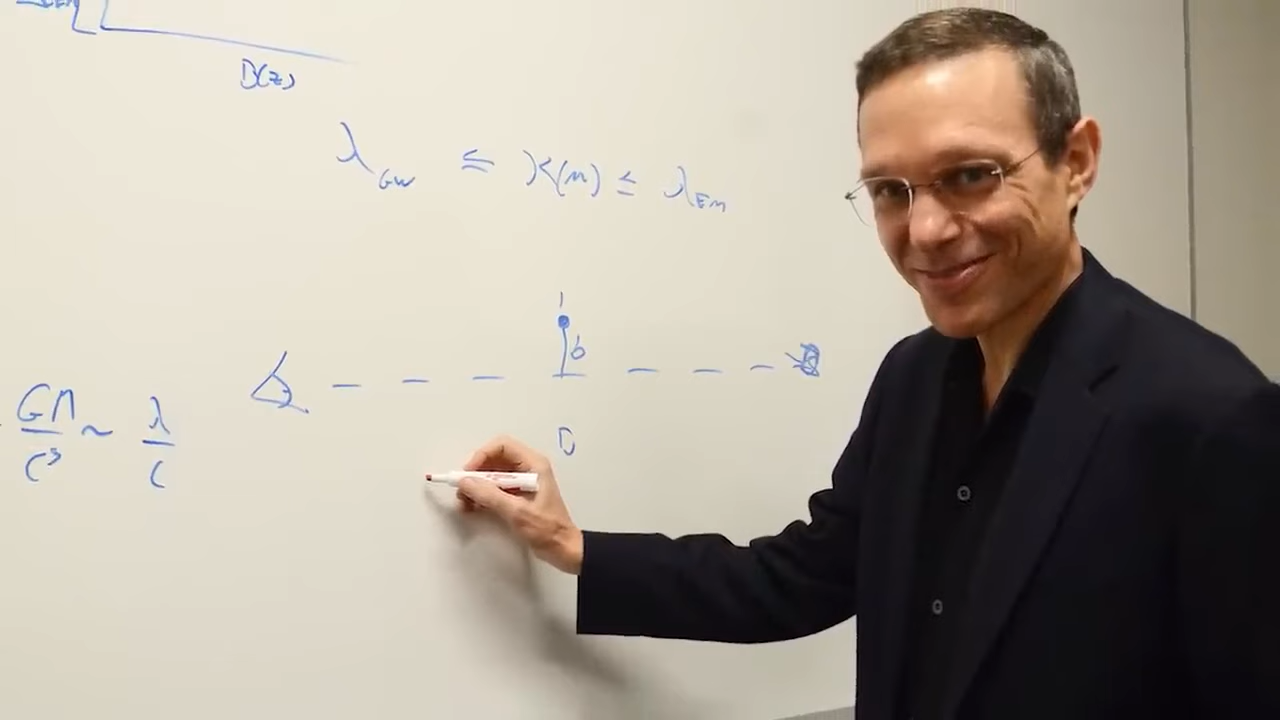 D(z)
λ_GW ≤ K(M) ≤ λ_EM
b
D
GM/C³ ~ λ/C